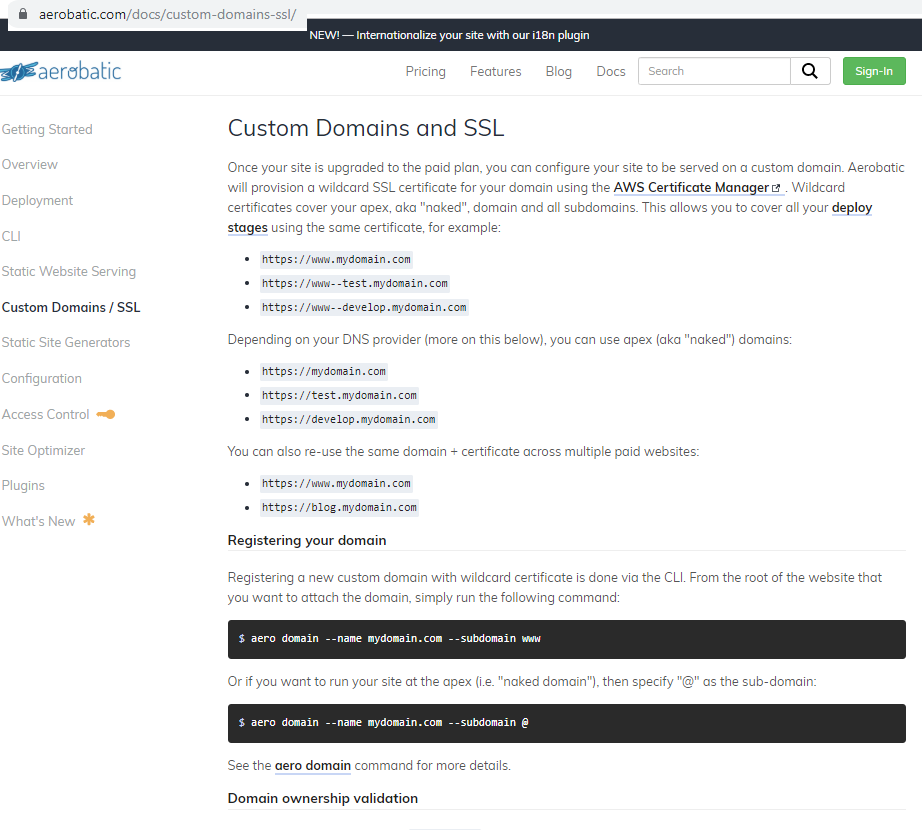 aerobatic.com/docs/custom-domains-ssl/
NEW! — Internationalize your site with our i18n plugin
aerobatic
Pricing
Features
Blog
Docs
Search
Sign-In
Getting Started
Overview
Deployment
CLI
Static Website Serving
Custom Domains / SSL
Static Site Generators
Configuration
Access Control
Site Optimizer
Plugins
What's New
Custom Domains and SSL
Once your site is upgraded to the paid plan, you can configure your site to be served on a custom domain. Aerobatic
will provision a wildcard SSL certificate for your domain using the AWS Certificate Manager . Wildcard
certificates cover your apex, aka "naked", domain and all subdomains. This allows you to cover all your deploy
stages using the same certificate, for example:
https://www.mydomain.com
https://www--test.mydomain.com
https://www--develop.mydomain.com
Depending on your DNS provider (more on this below), you can use apex (aka "naked") domains:
https://mydomain.com
https://test.mydomain.com
https://develop.mydomain.com
You can also re-use the same domain + certificate across multiple paid websites:
https://www.mydomain.com
https://blog.mydomain.com
Registering your domain
Registering a new custom domain with wildcard certificate is done via the CLI. From the root of the website that
you want to attach the domain, simply run the following command:
$ aero domain --name mydomain.com --subdomain www
Or if you want to run your site at the apex (i.e. "naked domain"), then specify "@" as the sub-domain:
$ aero domain --name mydomain.com --subdomain @
See the aero domain command for more details.
Domain ownership validation